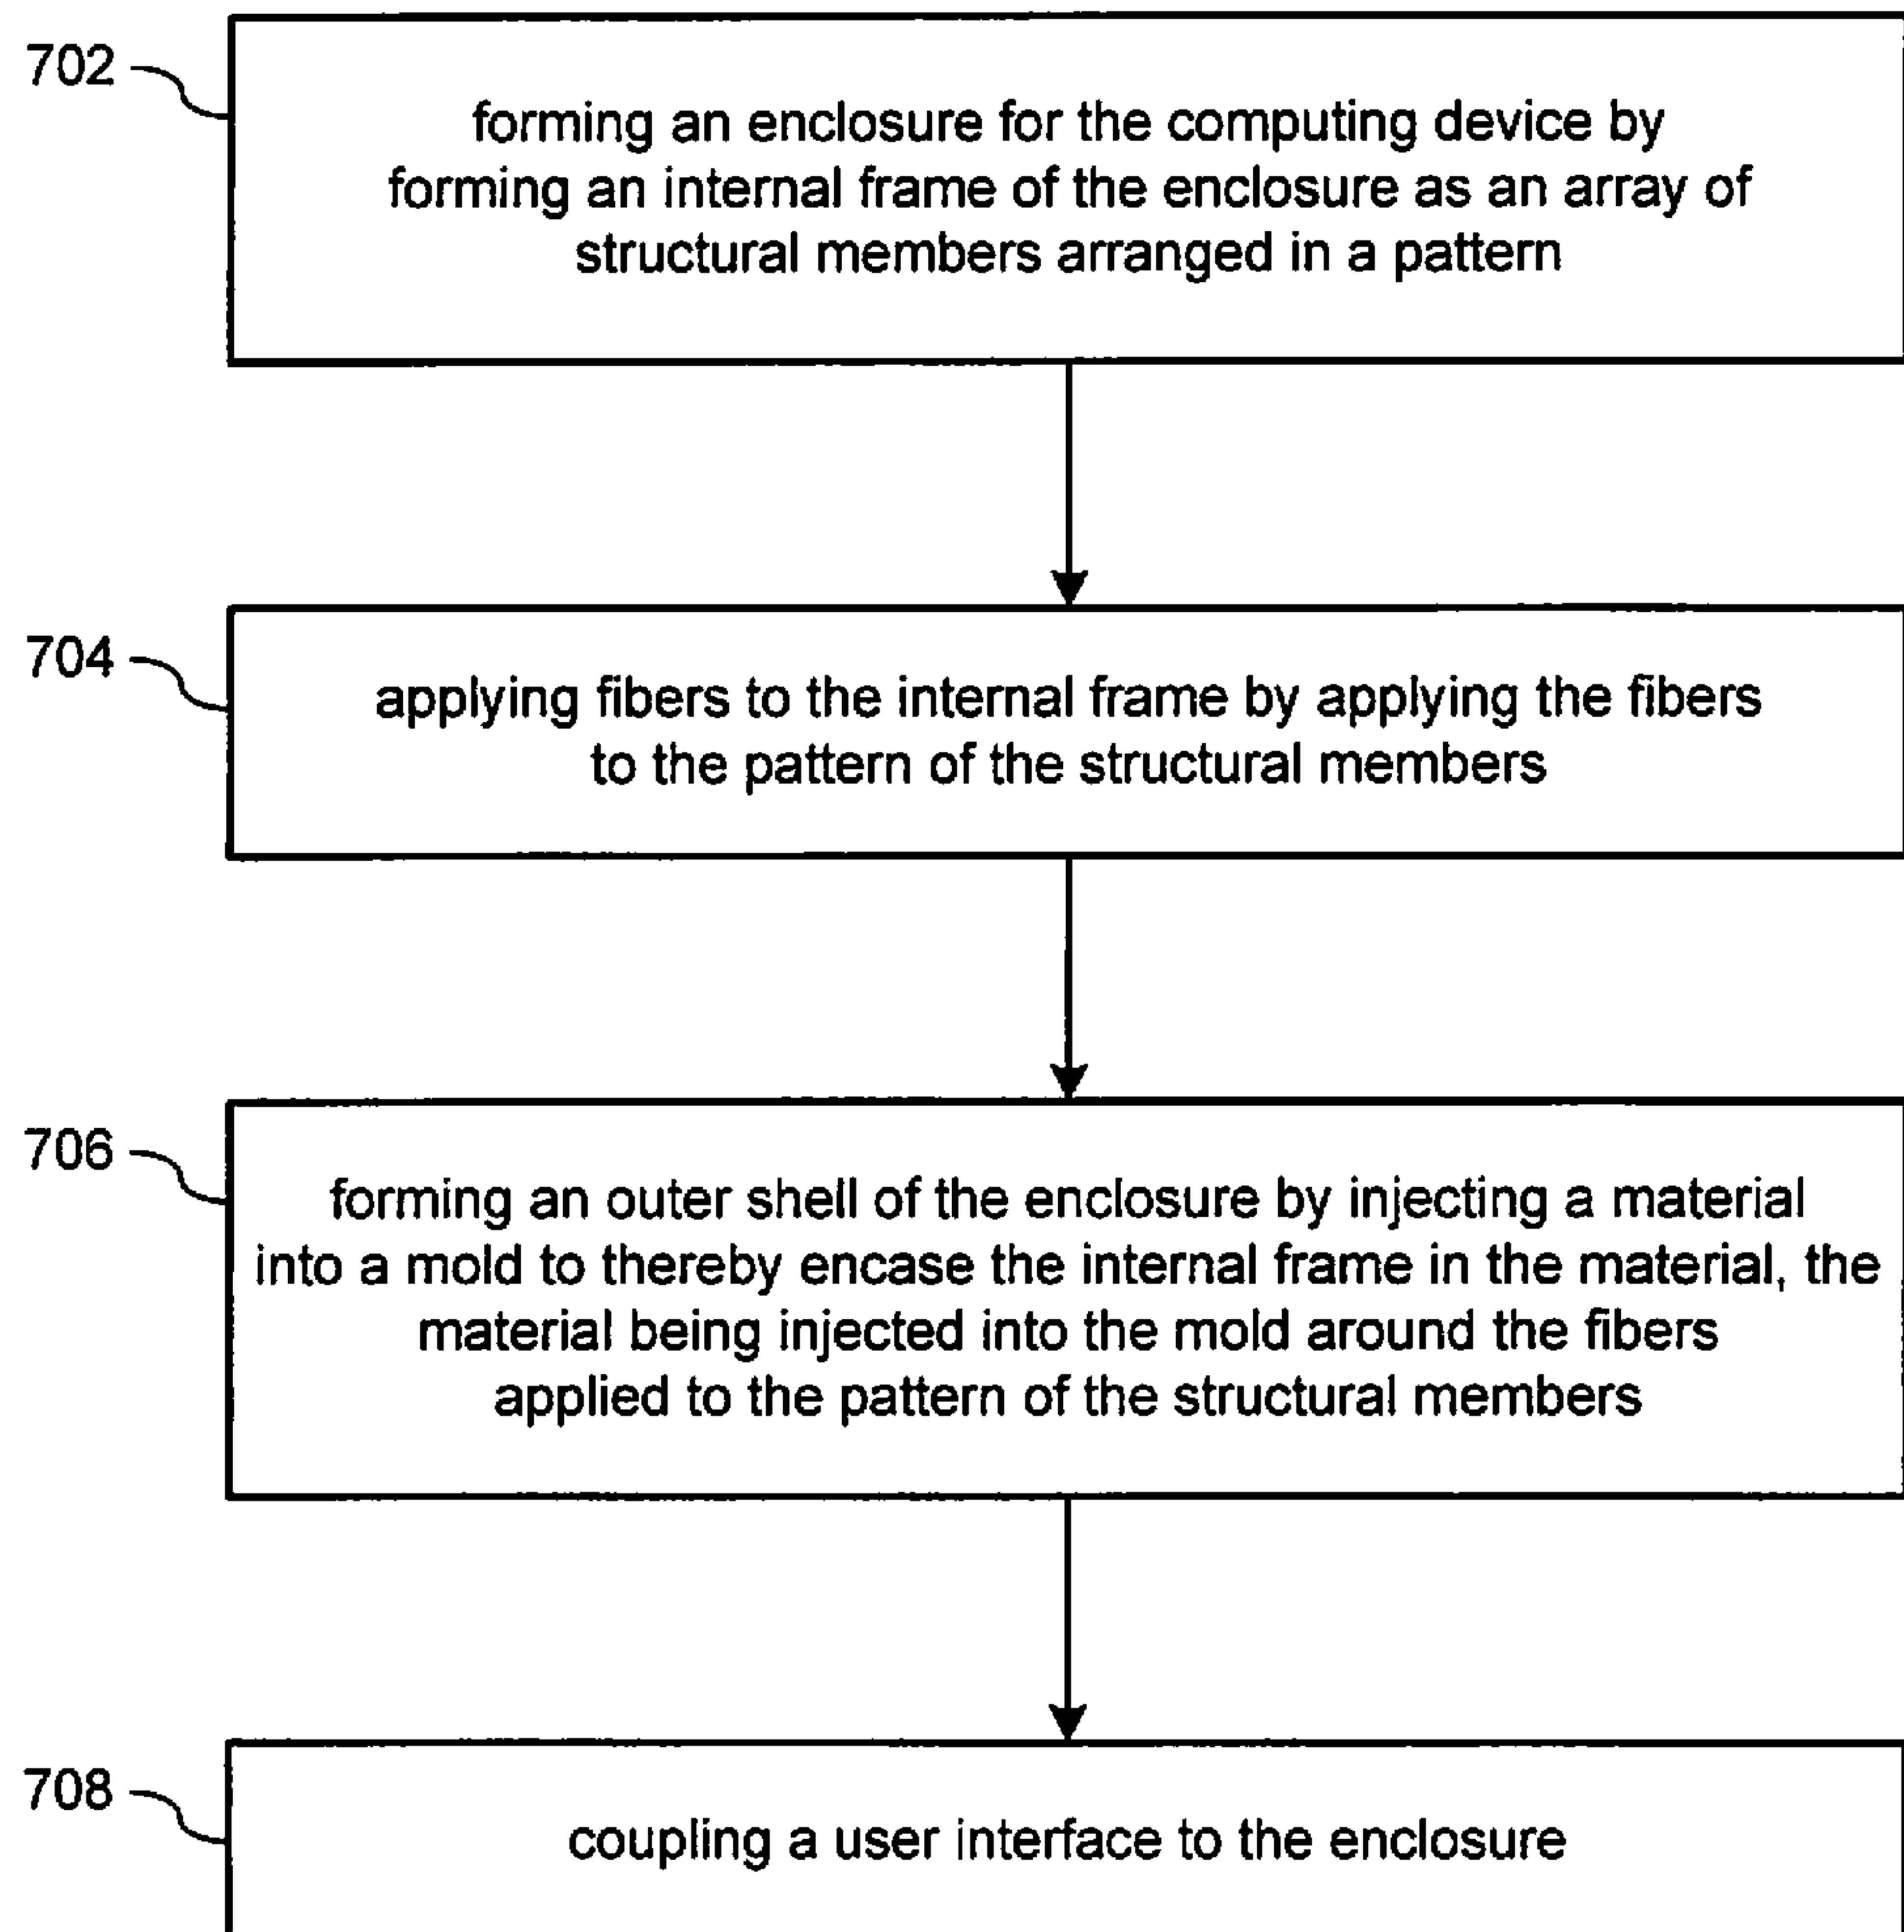 702
forming an enclosure for the computing device by
forming an internal frame of the enclosure as an array of
structural members arranged in a pattern
704
applying fibers to the internal frame by applying the fibers
to the pattern of the structural members
706
forming an outer shell of the enclosure by injecting a material
into a mold to thereby encase the internal frame in the material, the
material being injected into the mold around the fibers
applied to the pattern of the structural members
708
coupling a user interface to the enclosure